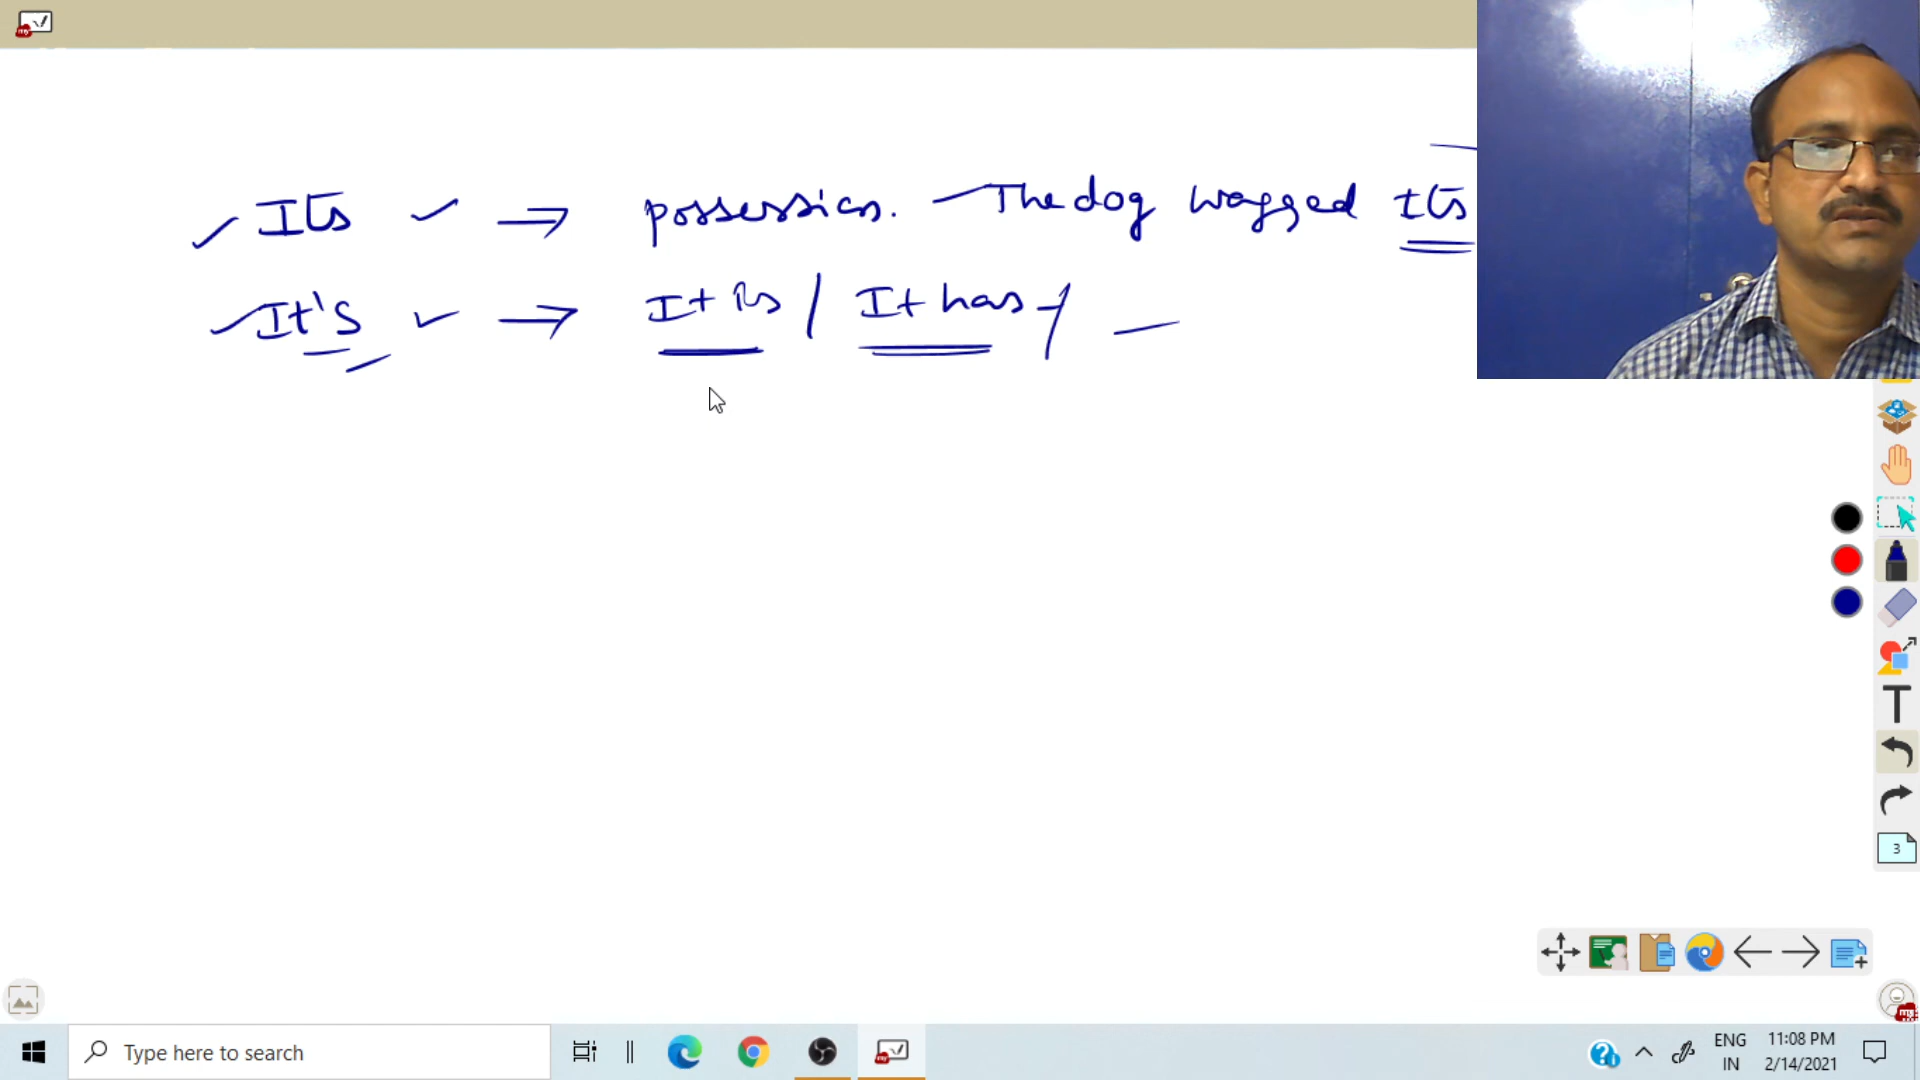 Its → possession. - The dog wagged its
It's → It is / It has /
3
Type here to search
ENG
IN
11:08 PM
2/14/2021